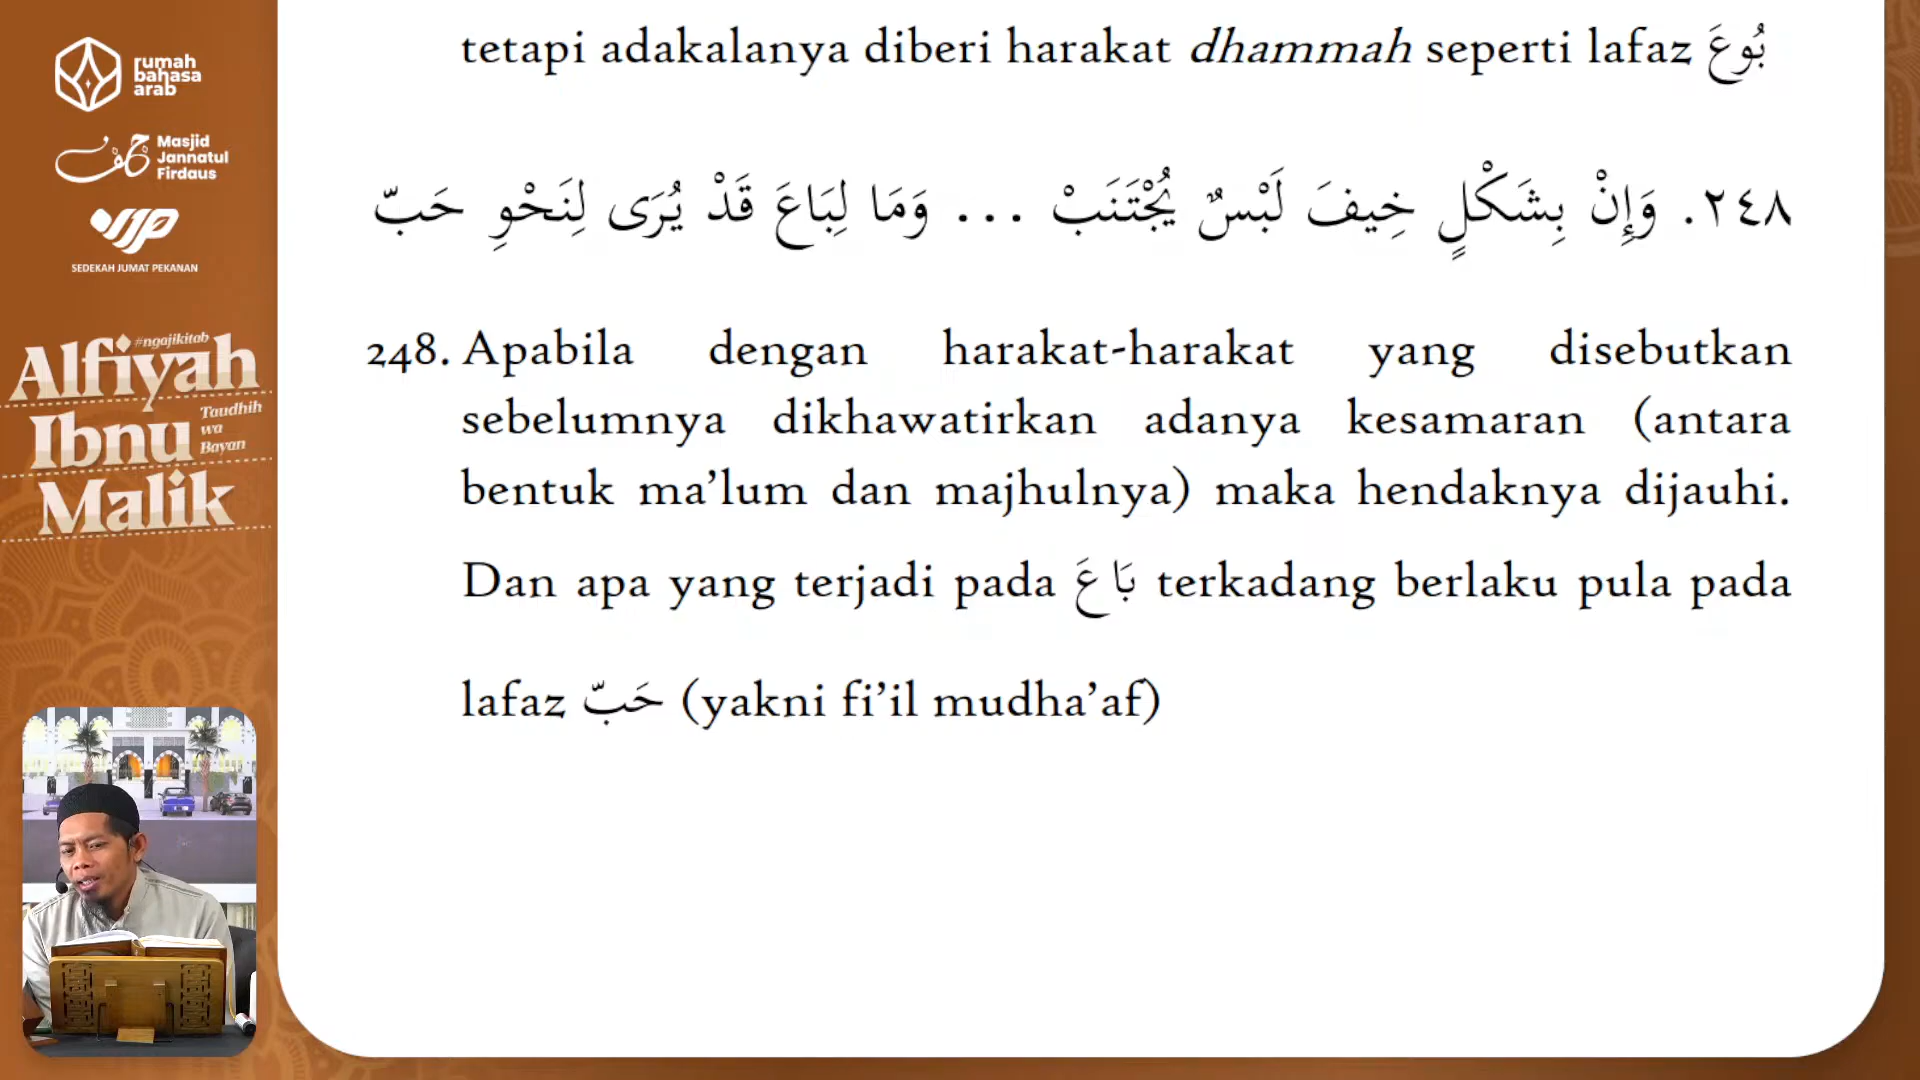 rumah
bahasa
arab
Masjid
Jannatul
Firdaus
SEDEKAH JUMAT PEKANAN
#ngajikitab
Alfiyah
Ibnu
Taudhih
wa
Bayan
Malik
tetapi adakalanya diberi harakat dhammah seperti lafaz بُوعَ
٢٤٨. وَإِنْ بِشَكْلٍ خِيفَ لَبْسٌ يُجْتَنَبْ ... وَمَا لِبَاعَ قَدْ يُرَى لِنَحْوِ حَبّ
248. Apabila dengan harakat-harakat yang disebutkan
sebelumnya dikhawatirkan adanya kesamaran (antara
bentuk ma’lum dan majhulnya) maka hendaknya dijauhi.
Dan apa yang terjadi pada بَاعَ terkadang berlaku pula pada
lafaz حَبّ (yakni fi’il mudha’af)